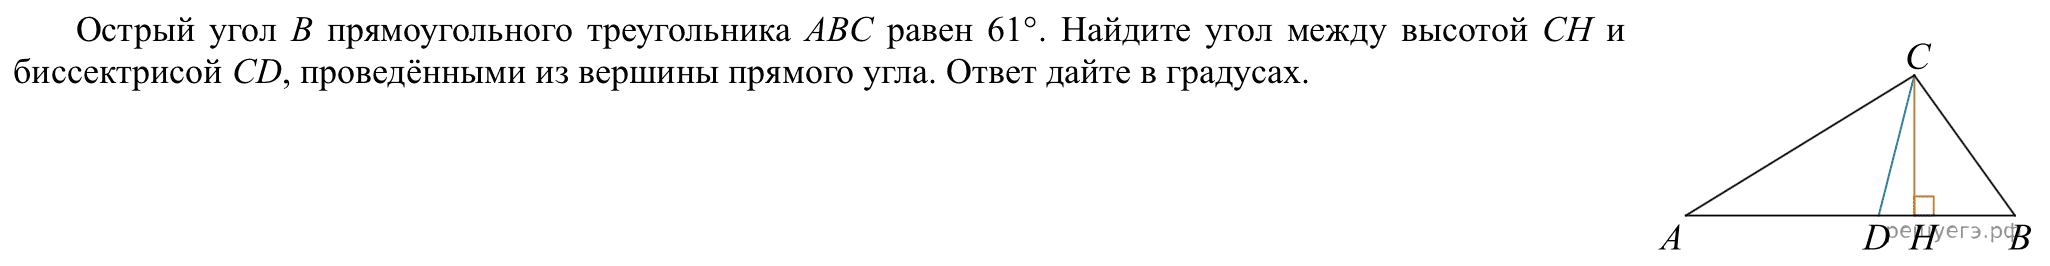 Острый угол B прямоугольного треугольника ABC равен 61°. Найдите угол между высотой CH и
биссектрисой CD, проведёнными из вершины прямого угла. Ответ дайте в градусах.
C
A D H B
решуегэ.рф